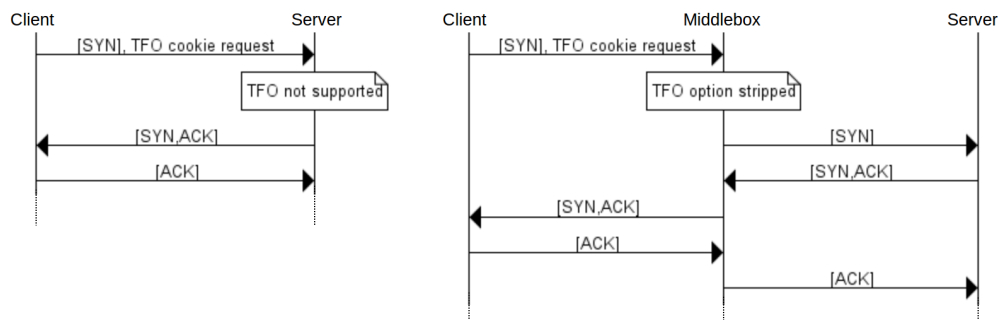 Client
Server
[SYN], TFO cookie request
TFO not supported
[SYN,ACK]
[ACK]
Client
Middlebox
Server
[SYN], TFO cookie request
TFO option stripped
[SYN]
[SYN,ACK]
[SYN,ACK]
[ACK]
[ACK]